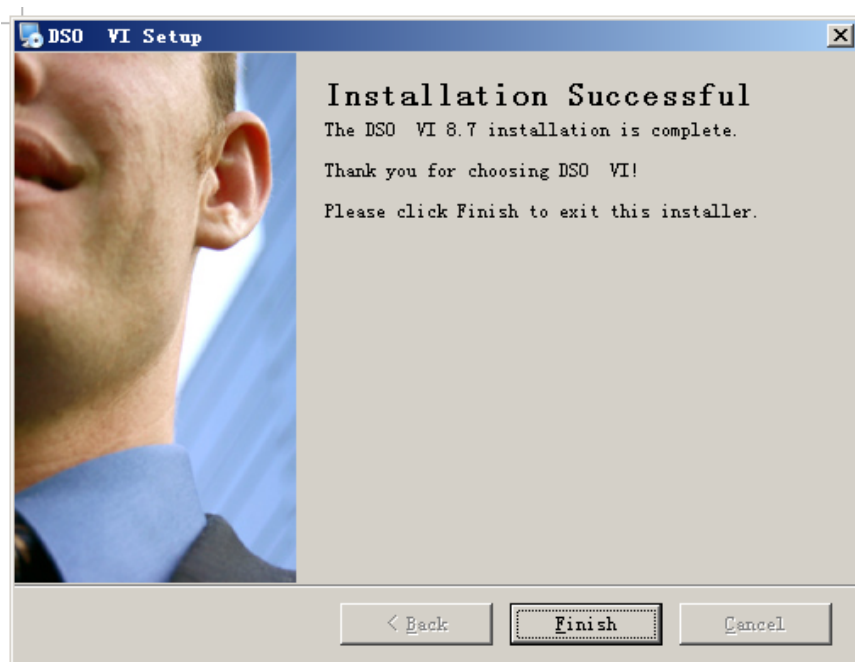 DSO  VI Setup
Installation Successful
The DSO  VI 8.7 installation is complete.
Thank you for choosing DSO  VI!
Please click Finish to exit this installer.
< Back
Finish
Cancel